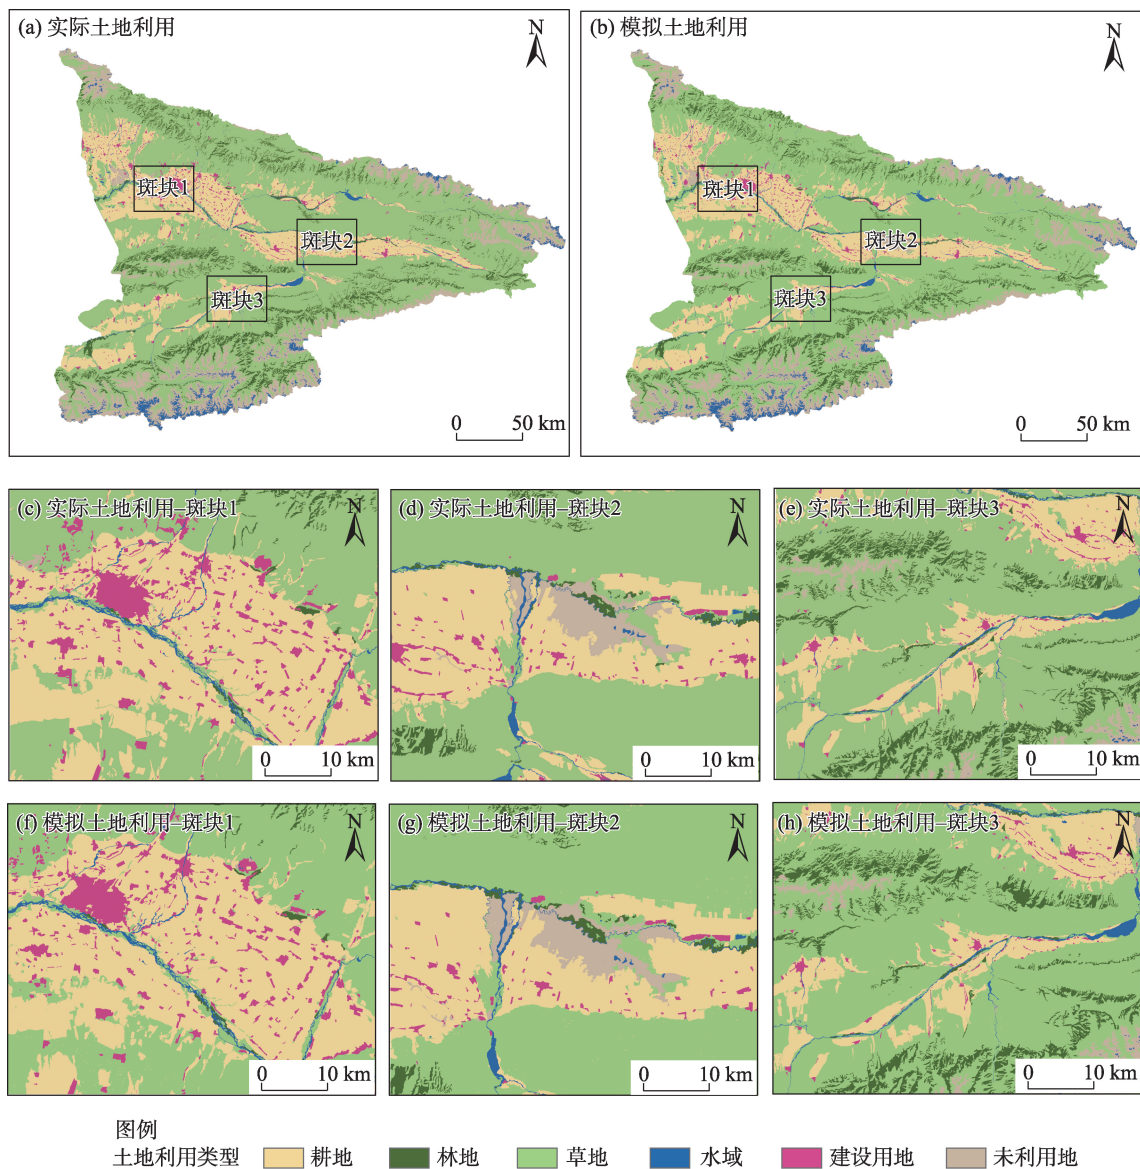 (a) 实际土地利用
N
斑块1
斑块2
斑块3
0 50 km
(b) 模拟土地利用
N
斑块1
斑块2
斑块3
0 50 km
(c) 实际土地利用–斑块1
N
0 10 km
(d) 实际土地利用–斑块2
N
0 10 km
(e) 实际土地利用–斑块3
N
0 10 km
(f) 模拟土地利用–斑块1
N
0 10 km
(g) 模拟土地利用–斑块2
N
0 10 km
(h) 模拟土地利用–斑块3
N
0 10 km
图例
土地利用类型 耕地 林地 草地 水域 建设用地 未利用地